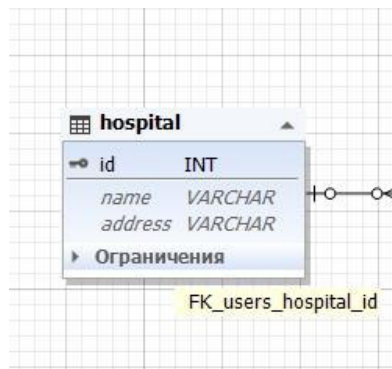 hospital
id INT
name VARCHAR
address VARCHAR
Ограничения
FK_users_hospital_id